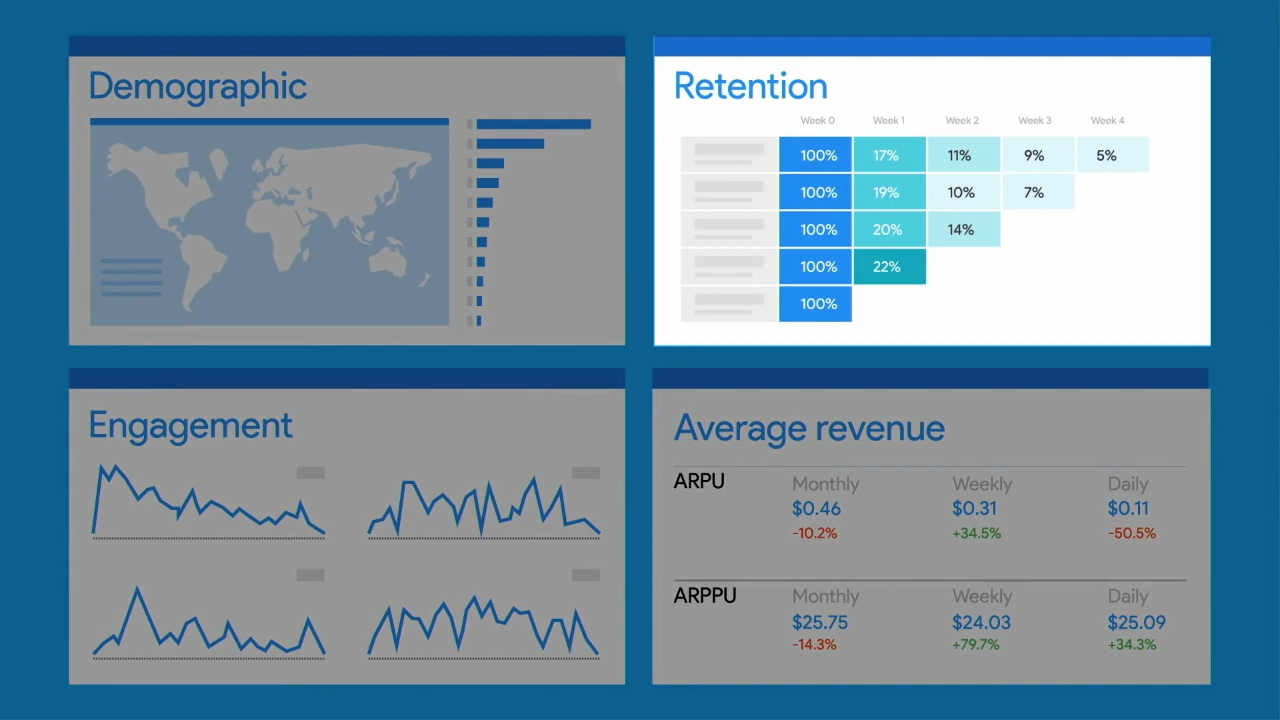 Demographic
Retention
Week 0 Week 1 Week 2 Week 3 Week 4
100% 17% 11% 9% 5%
100% 19% 10% 7%
100% 20% 14%
100% 22%
100%
Engagement
Average revenue
ARPU Monthly Weekly Daily
$0.46 $0.31 $0.11
-10.2% +34.5% -50.5%
ARPPU Monthly Weekly Daily
$25.75 $24.03 $25.09
-14.3% +79.7% +34.3%